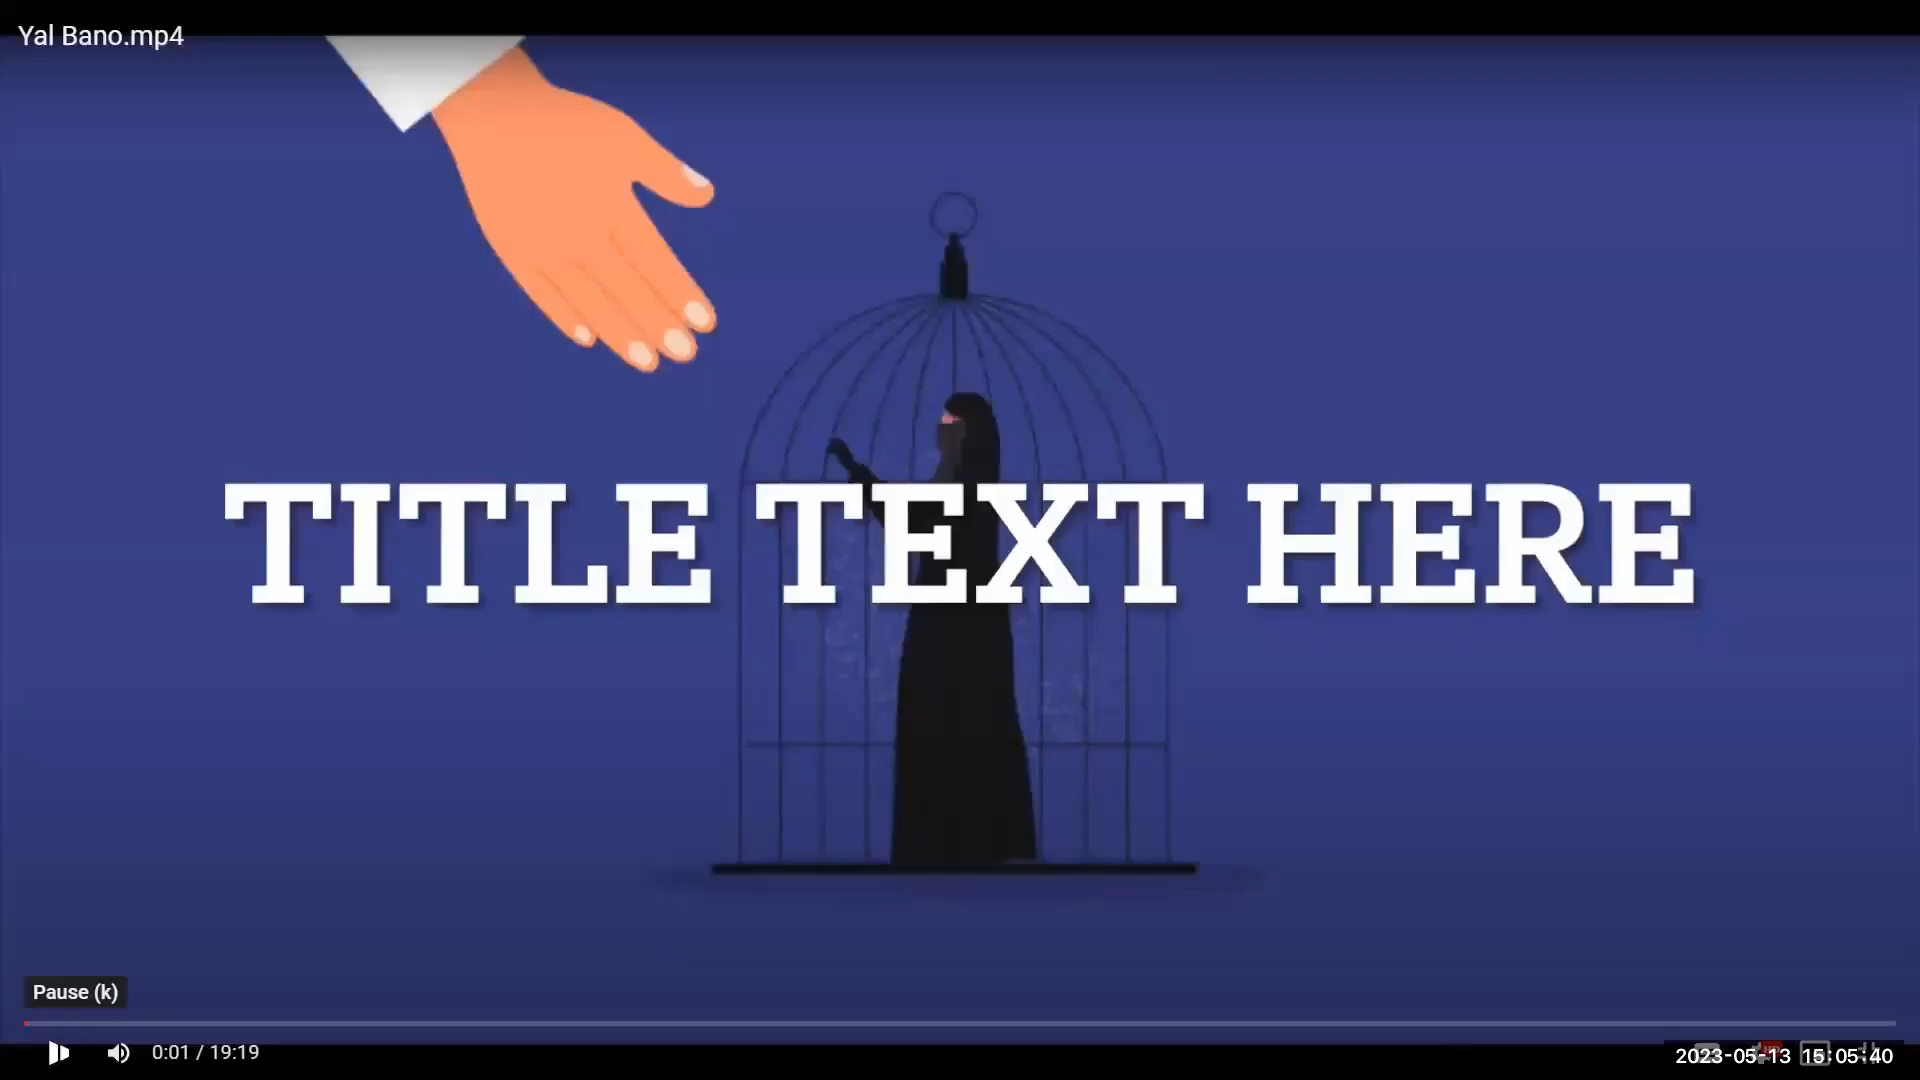 Yal Bano.mp4
TITLE TEXT HERE
Pause (k)
0:01 / 19:19
2023-05-13 15:05:40